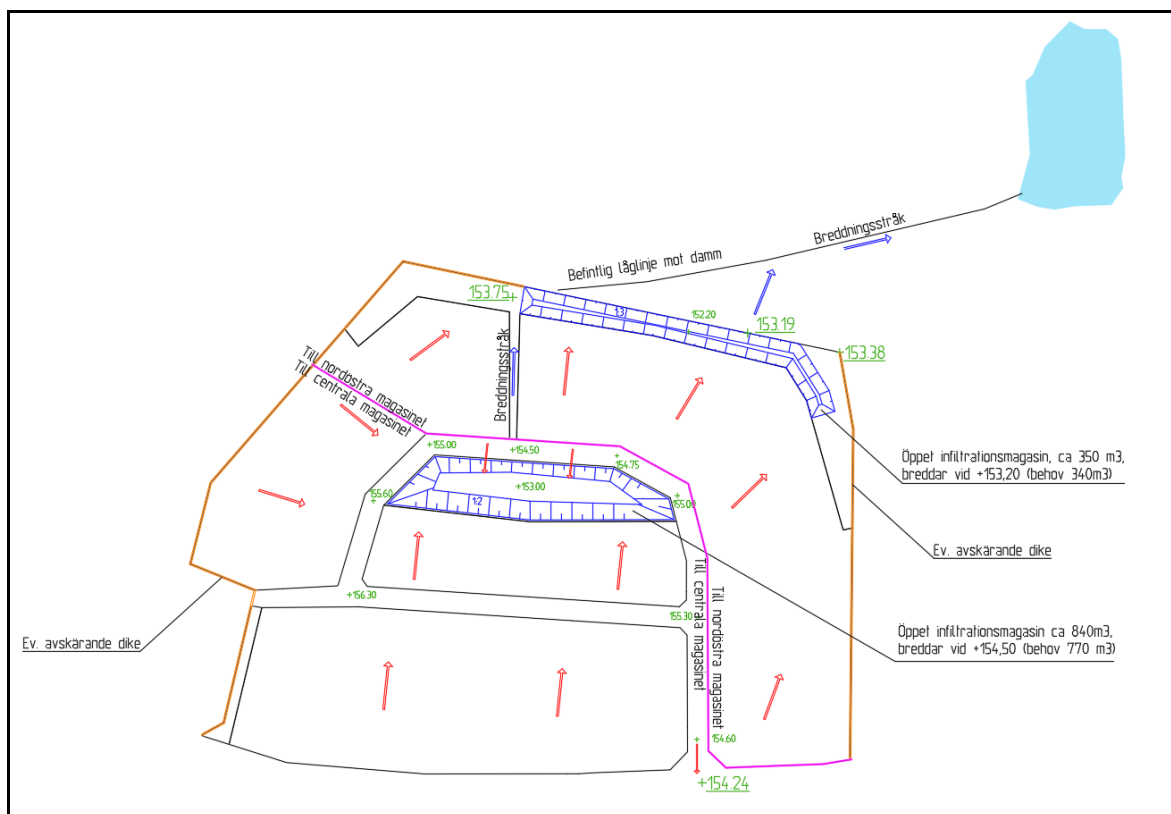 Breddningsstråk
Befintlig låglinje mot damm
153.75
1:3
152.20
153.19
153.38
Till nordöstra magasinet
Till centrala magasinet
Breddningsstråk
+155.00
+154.50
154.75
Öppet infiltrationsmagasin, ca 350 m3,
breddar vid +153,20 (behov 340m3)
155.60
1:2
+153.00
155.00
Ev. avskärande dike
Till centrala magasinet
Till nordöstra magasinet
+156.30
155.30
Ev. avskärande dike
Öppet infiltrationsmagasin ca 840m3,
breddar vid +154,50 (behov 770 m3)
154.60
+154.24